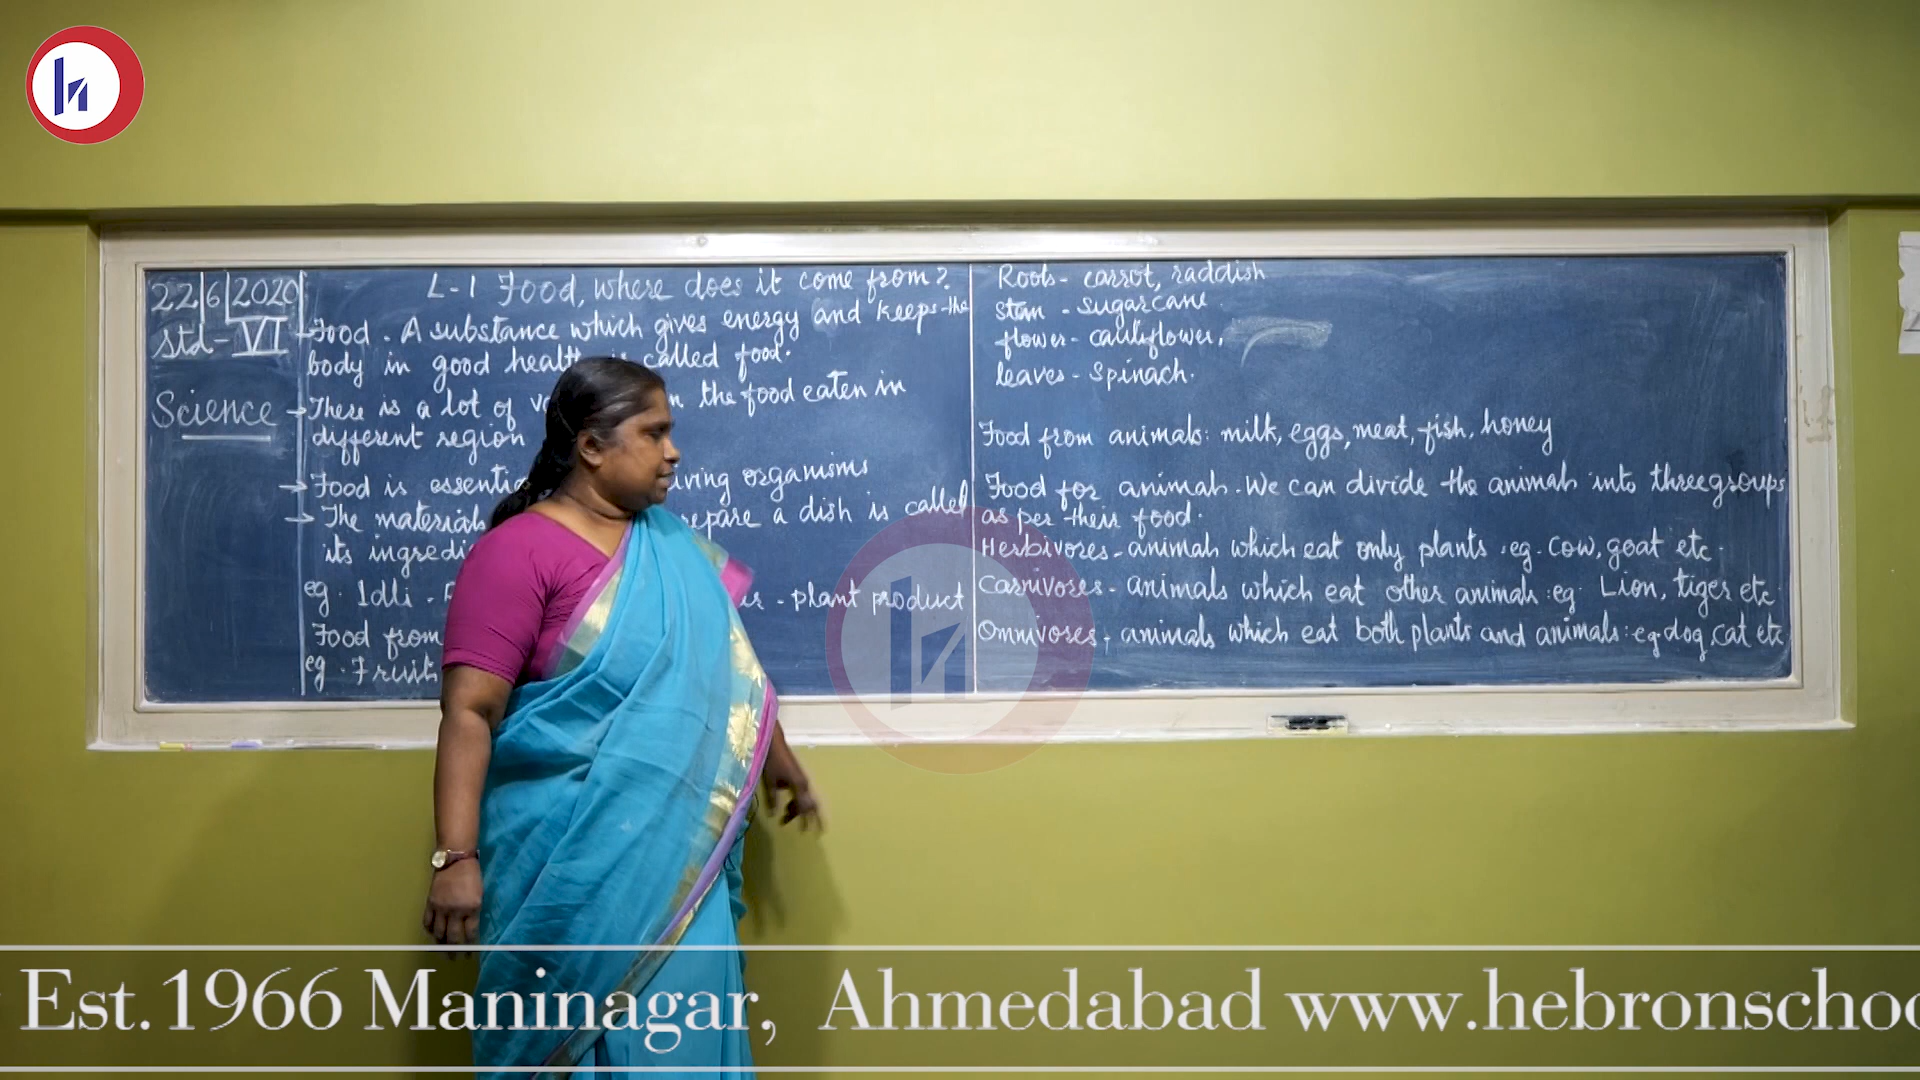 22/6/2020
Std - VI
Science
L-1 Food, where does it come from?
Food. A substance which gives energy and keeps the
body in good health is called food.
There is a lot of in the food eaten in
different region
Food is living organisms
The materials prepare a dish is called
its
eg. Idli - - plant product
Food from
eg. Fruit
Roots - carrot, raddish
stem - sugarcane
flower - cauliflower,
leaves - spinach.
Food from animals: milk, eggs, meat, fish, honey
Food for animals. We can divide the animals into three groups
as per their food.
Herbivores - animals which eat only plants. eg. cow, goat etc.
Carnivores - animals which eat other animals: eg: Lion, tiger etc.
Omnivores - animals which eat both plants and animals: eg. dog, cat etc
Est.1966 Maninagar, Ahmedabad www.hebronschoo